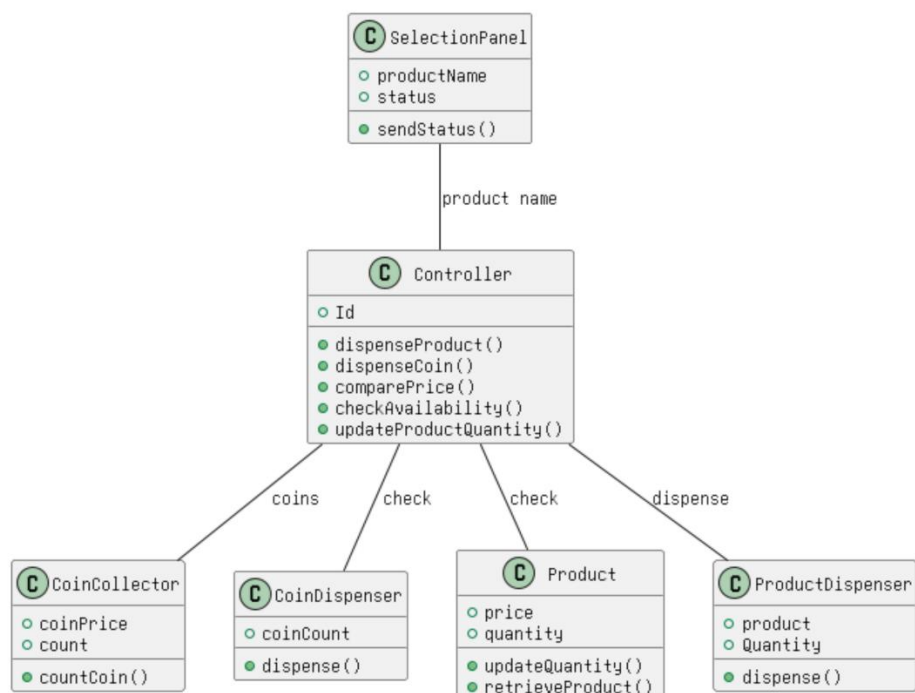 C SelectionPanel
productName
status
sendStatus()
product name
C Controller
Id
dispenseProduct()
dispenseCoin()
comparePrice()
checkAvailability()
updateProductQuantity()
coins
check
check
dispense
C CoinCollector
coinPrice
count
countCoin()
C CoinDispenser
coinCount
dispense()
C Product
price
quantity
updateQuantity()
retrieveProduct()
C ProductDispenser
product
Quantity
dispense()